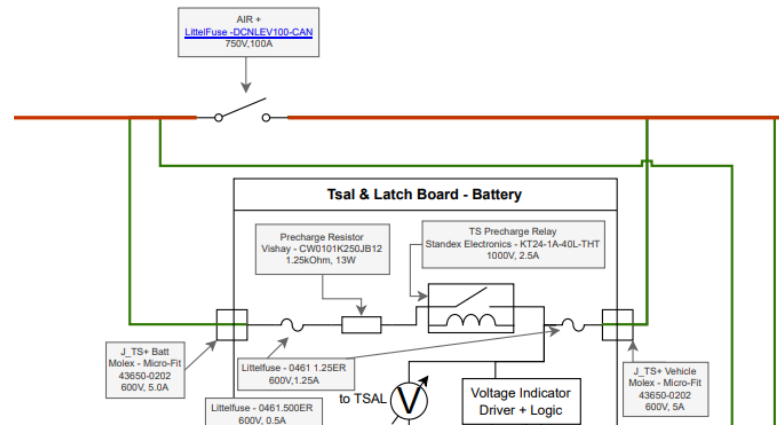 AIR +
LittelFuse -DCNLEV100-CAN
750V,100A
Tsal & Latch Board - Battery
Precharge Resistor
Vishay - CW0101K250JB12
1.25kOhm, 13W
TS Precharge Relay
Standex Electronics - KT24-1A-40L-THT
1000V, 2.5A
J_TS+ Batt
Molex - Micro-Fit
43650-0202
600V, 5.0A
Littelfuse - 0461 1.25ER
600V,1.25A
J_TS+ Vehicle
Molex - Micro-Fit
43650-0202
600V, 5A
Littelfuse - 0461.500ER
600V, 0.5A
to TSAL
V
Voltage Indicator
Driver + Logic